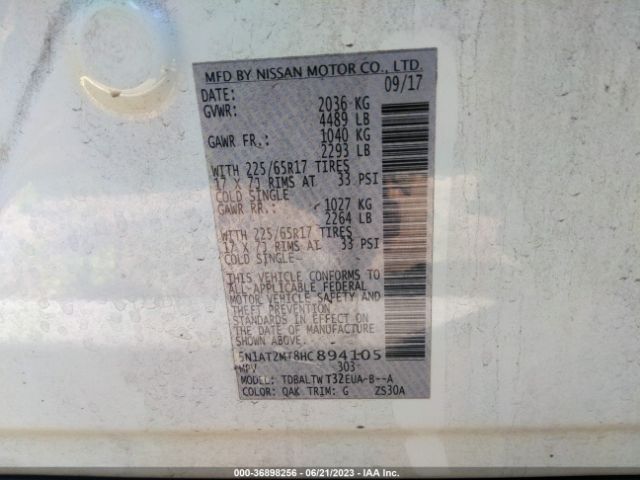 MFD BY NISSAN MOTOR CO., LTD.
DATE: 09/17
GVWR: 2036 KG
4489 LB
GAWR FR.: 1040 KG
2293 LB
WITH 225/65R17 TIRES
17 X 7J RIMS AT 33 PSI
COLD SINGLE
GAWR RR.: 1027 KG
2264 LB
WITH 225/65R17 TIRES
17 X 7J RIMS AT 33 PSI
COLD SINGLE
THIS VEHICLE CONFORMS TO
ALL APPLICABLE FEDERAL
MOTOR VEHICLE SAFETY AND
THEFT PREVENTION
STANDARDS IN EFFECT ON
THE DATE OF MANUFACTURE
SHOWN ABOVE.
5N1AT2MT8HC894105
MPV 303
MODEL: TDBALTWT32EUA-B--A
COLOR: QAK TRIM: G ZS30A
000-36898256 - 06/21/2023 - IAA Inc.